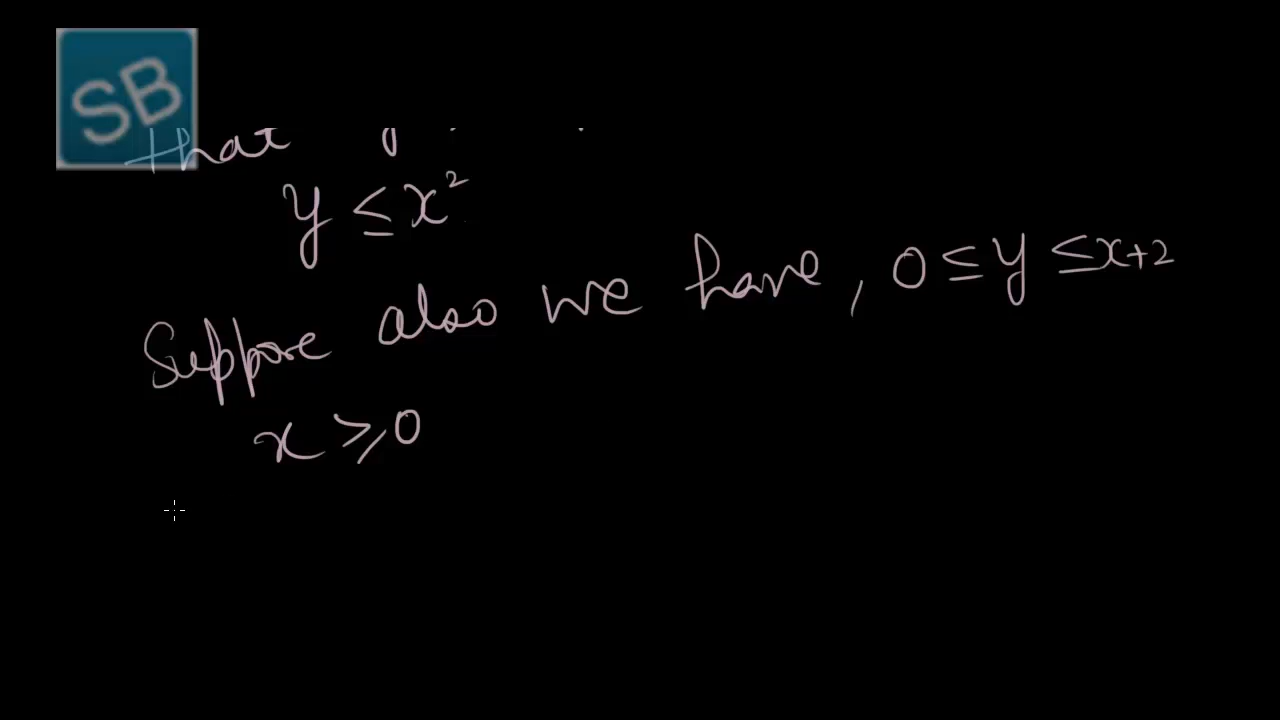 SB
that
y ≤ x²
Suppose also we have, 0 ≤ y ≤ x+2
x ≥ 0